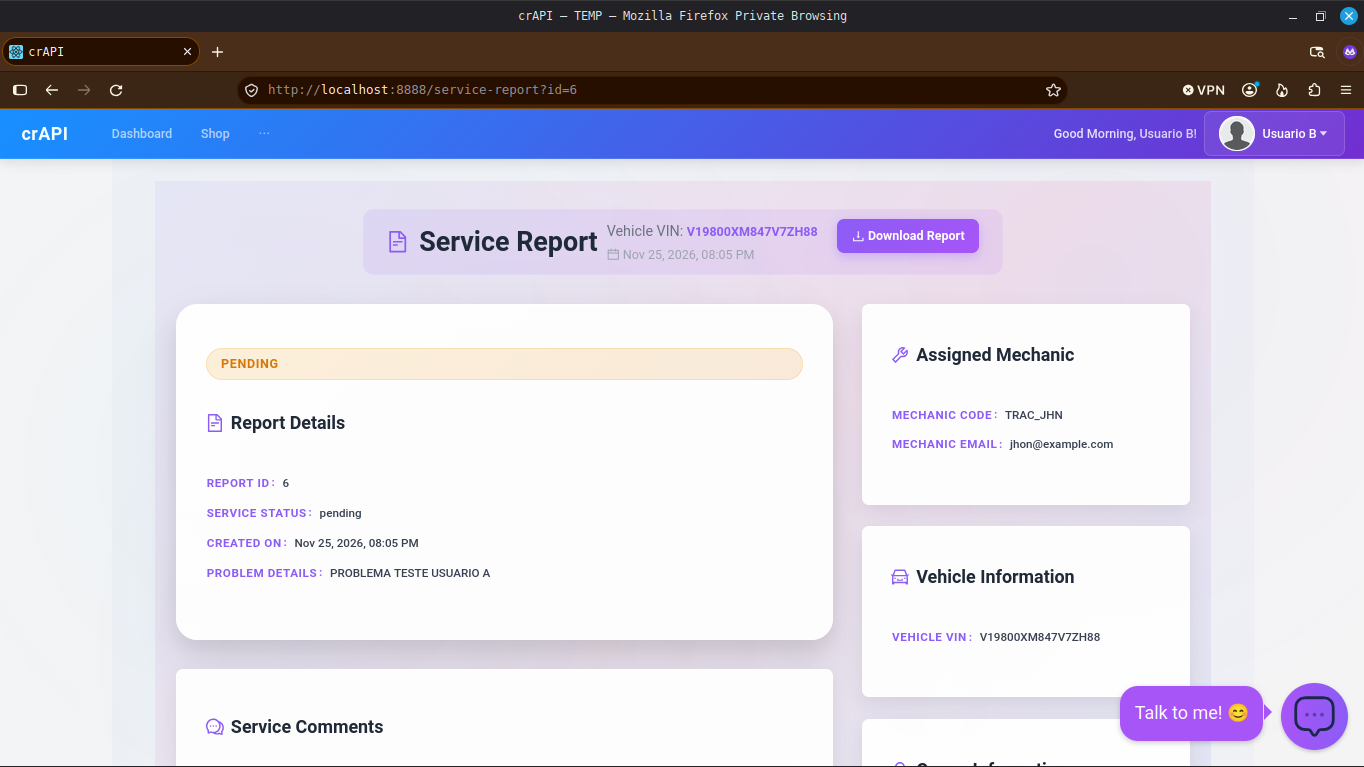 crAPI — TEMP — Mozilla Firefox Private Browsing
crAPI
http://localhost:8888/service-report?id=6
VPN
crAPI
Dashboard
Shop
···
Good Morning, Usuario B!
Usuario B
Service Report
Vehicle VIN: V19800XM847V7ZH88
Nov 25, 2026, 08:05 PM
Download Report
PENDING
Report Details
REPORT ID: 6
SERVICE STATUS: pending
CREATED ON: Nov 25, 2026, 08:05 PM
PROBLEM DETAILS: PROBLEMA TESTE USUARIO A
Service Comments
Assigned Mechanic
MECHANIC CODE: TRAC_JHN
MECHANIC EMAIL: jhon@example.com
Vehicle Information
VEHICLE VIN: V19800XM847V7ZH88
Talk to me! 😊